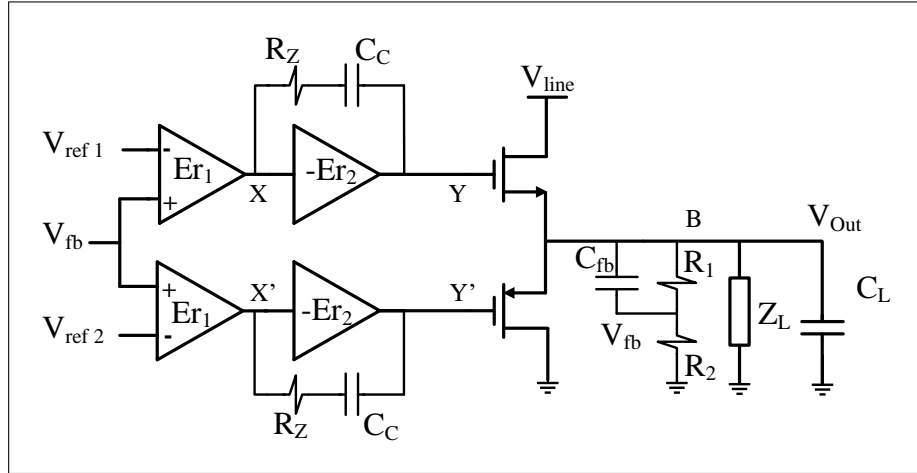 R_Z C_C
V_line
V_ref 1 - Er_1 -Er_2
+ X Y
V_fb B V_Out
C_fb R_1 C_L
+ Er_1 X' -Er_2 Y'
V_ref 2 - V_fb Z_L
R_2
R_Z C_C